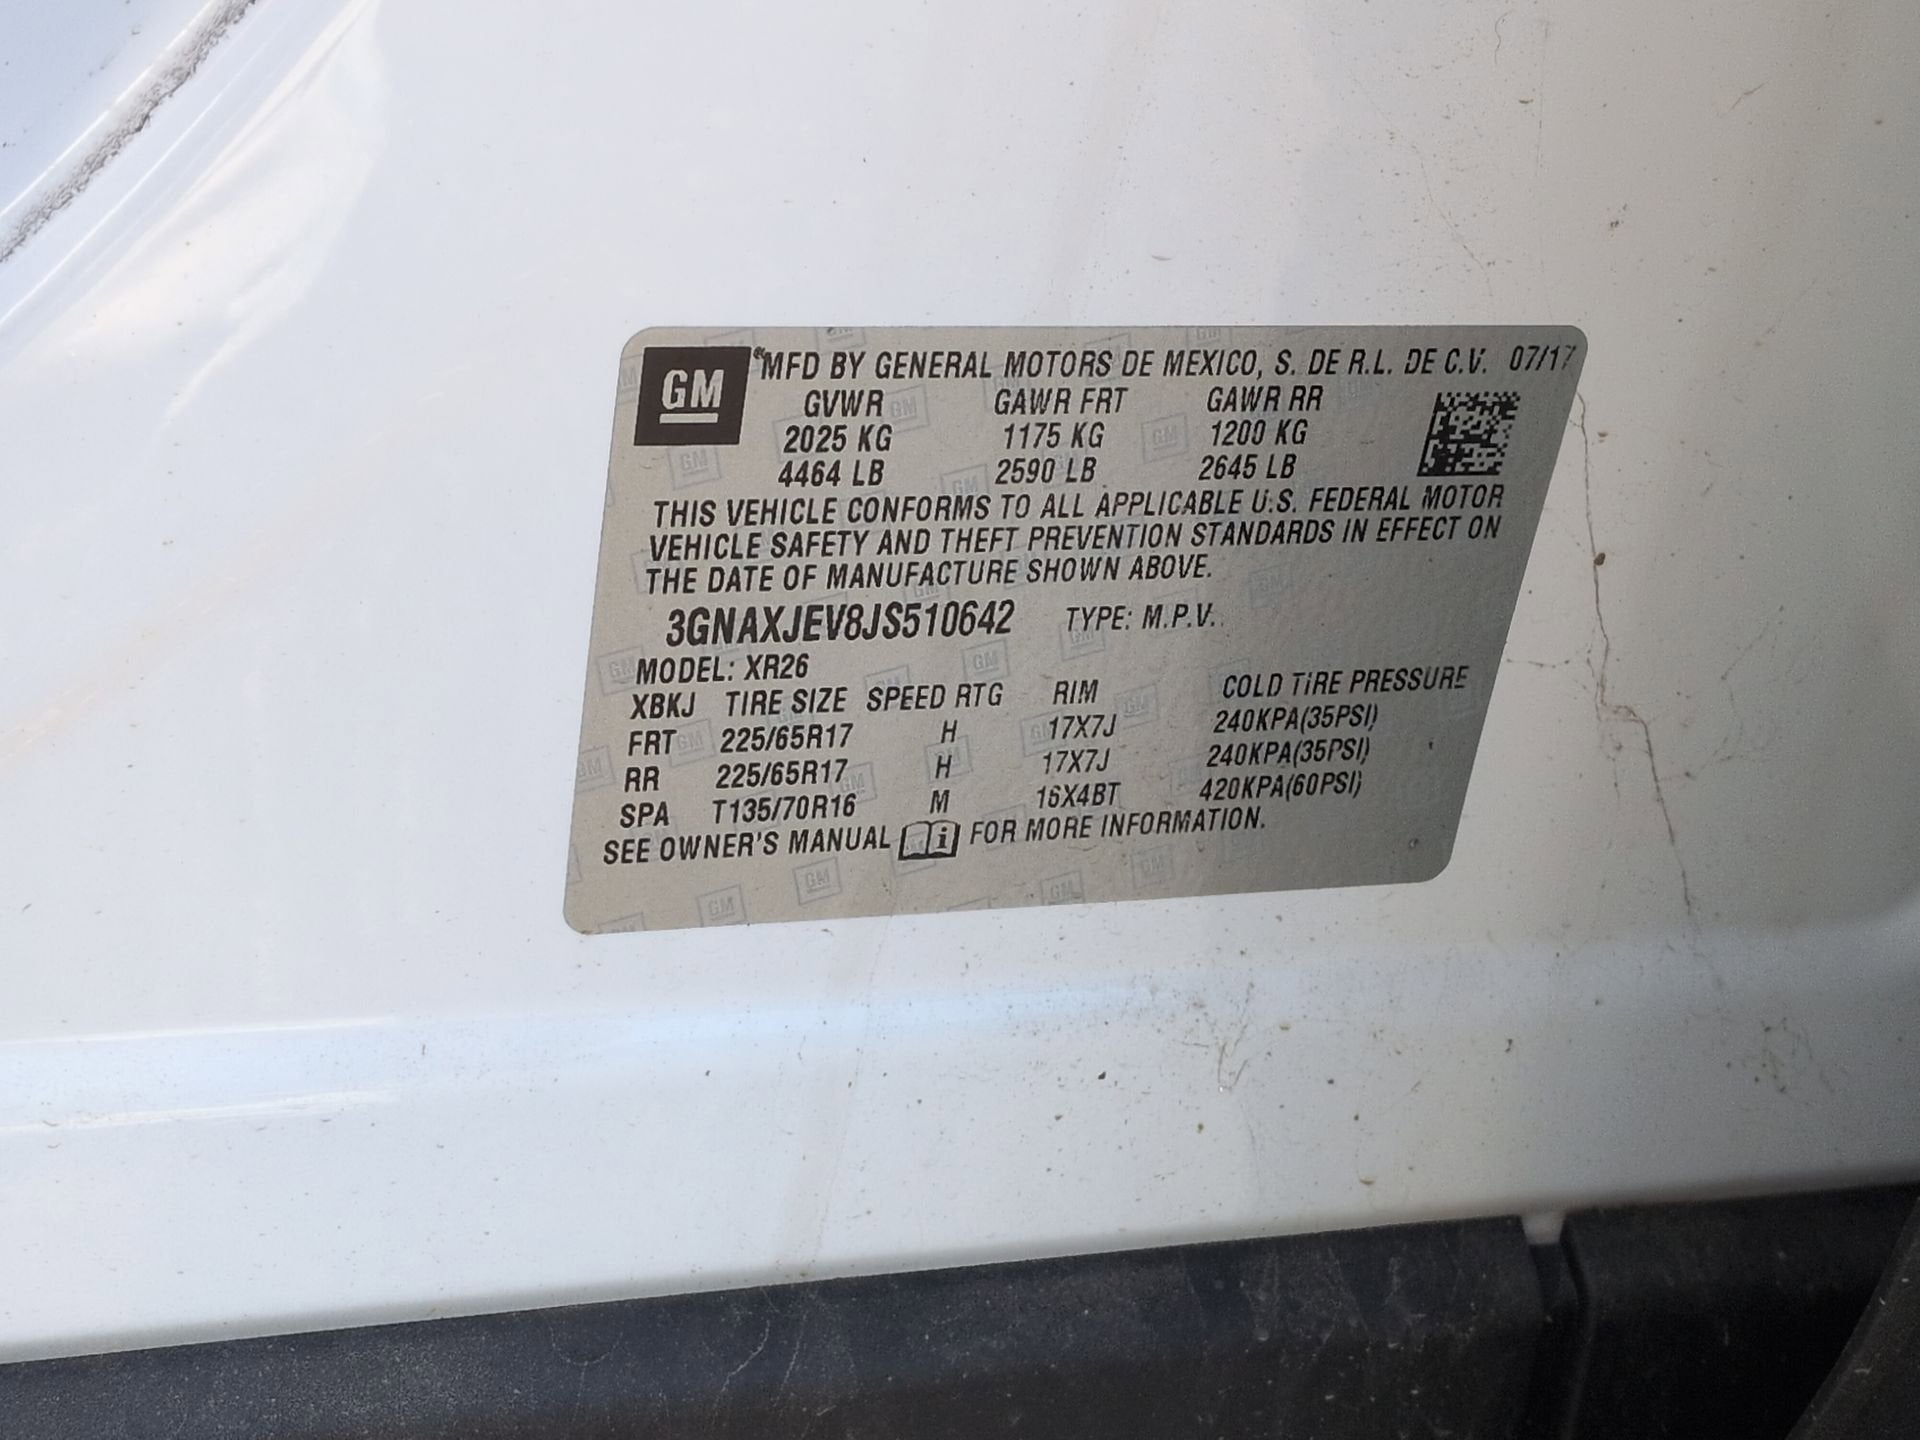 GM ® MFD BY GENERAL MOTORS DE MEXICO, S. DE R.L. DE C.V. 07/17
GVWR GAWR FRT GAWR RR
2025 KG 1175 KG 1200 KG
4464 LB 2590 LB 2645 LB
THIS VEHICLE CONFORMS TO ALL APPLICABLE U.S. FEDERAL MOTOR
VEHICLE SAFETY AND THEFT PREVENTION STANDARDS IN EFFECT ON
THE DATE OF MANUFACTURE SHOWN ABOVE.
3GNAXJEV8JS510642 TYPE: M.P.V.
MODEL: XR26
XBKJ TIRE SIZE SPEED RTG RIM COLD TIRE PRESSURE
FRT 225/65R17 H 17X7J 240KPA(35PSI)
RR 225/65R17 H 17X7J 240KPA(35PSI)
SPA T135/70R16 M 16X4BT 420KPA(60PSI)
SEE OWNER'S MANUAL i FOR MORE INFORMATION.